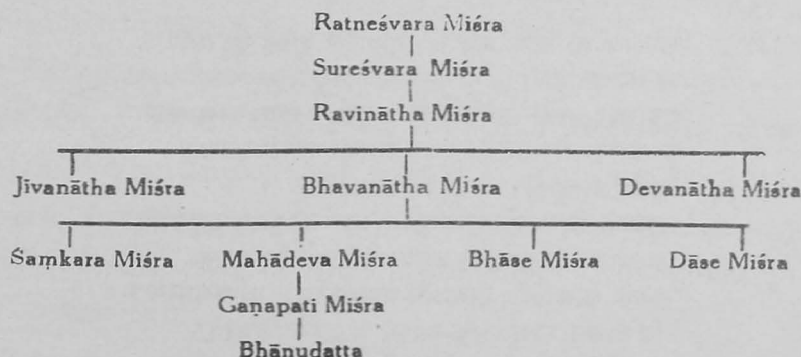 Ratneśvara Miśra
Sureśvara Miśra
Ravinātha Miśra
Jīvanātha Miśra Bhavanātha Miśra Devanātha Miśra
Śaṃkara Miśra Mahādeva Miśra Bhāse Miśra Dāse Miśra
Gaṇapati Miśra
Bhānudatta